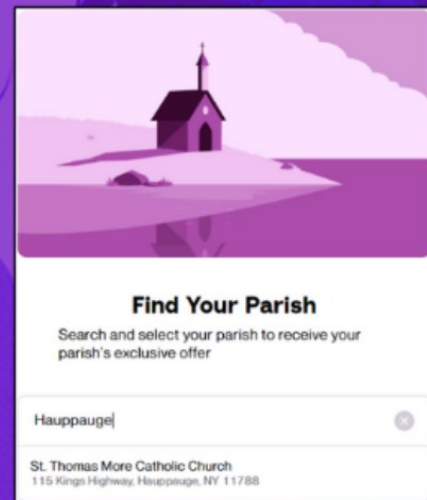 Find Your Parish
Search and select your parish to receive your
parish's exclusive offer
Hauppauge
St. Thomas More Catholic Church
115 Kings Highway, Hauppauge, NY 11788